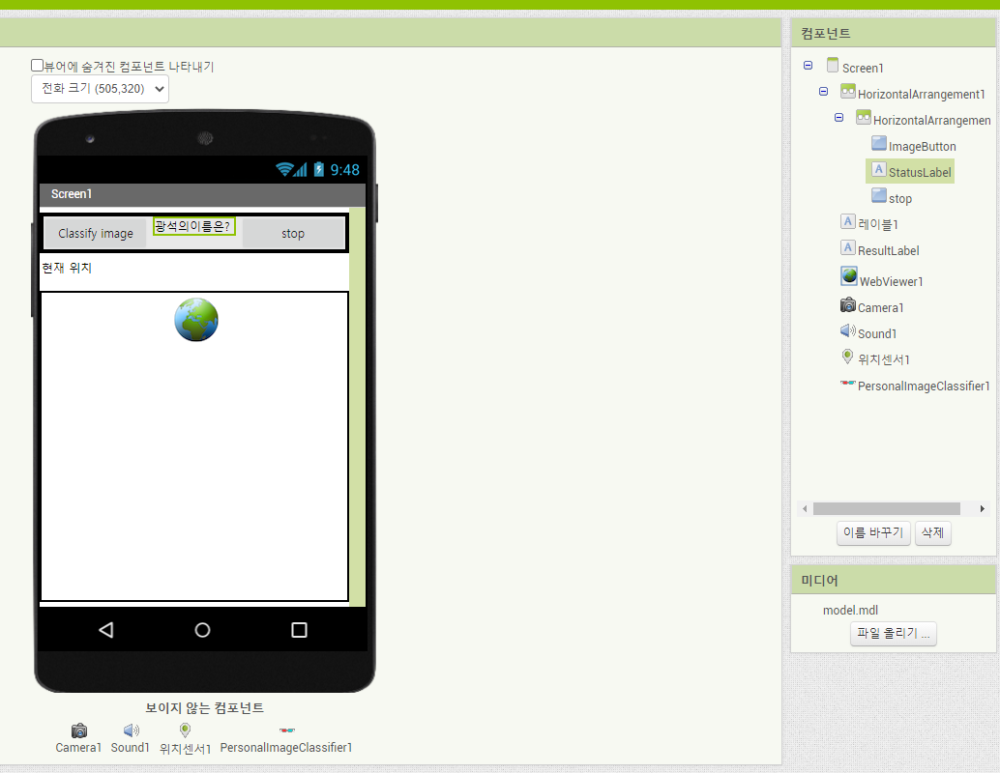 뷰어에 숨겨진 컴포넌트 나타내기
전화 크기 (505,320)
9:48
Screen1
Classify image
광석의이름은?
stop
현재 위치
보이지 않는 컴포넌트
Camera1
Sound1
위치센서1
PersonalImageClassifier1
컴포넌트
Screen1
HorizontalArrangement1
HorizontalArrangemen
ImageButton
A StatusLabel
stop
A 레이블1
A ResultLabel
WebViewer1
Camera1
Sound1
위치센서1
PersonalImageClassifier1
이름 바꾸기 삭제
미디어
model.mdl
파일 올리기 ...